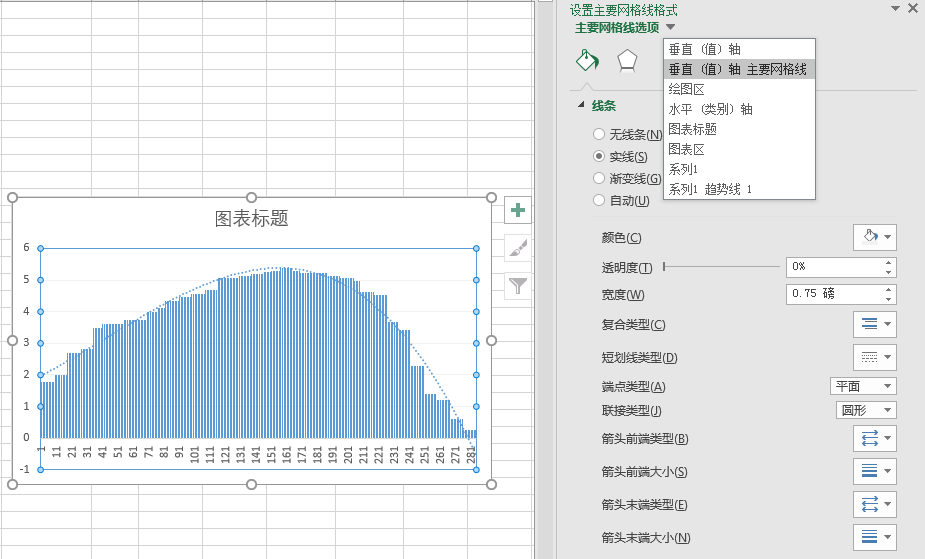 图表标题
6
5
4
3
2
1
0
-1
1 11 21 31 41 51 61 71 81 91 101 111 121 131 141 151 161 171 181 191 201 211 221 231 241 251 261 271 281
设置主要网格线格式
主要网格线选项
垂直 (值) 轴
垂直 (值) 轴 主要网格线
绘图区
水平 (类别) 轴
图表标题
图表区
系列1
系列1 趋势线 1
线条
无线条(N)
实线(S)
渐变线(G)
自动(U)
颜色(C)
透明度(T) 0%
宽度(W) 0.75 磅
复合类型(C)
短划线类型(D)
端点类型(A) 平面
联接类型(J) 圆形
箭头前端类型(B)
箭头前端大小(S)
箭头末端类型(E)
箭头末端大小(N)